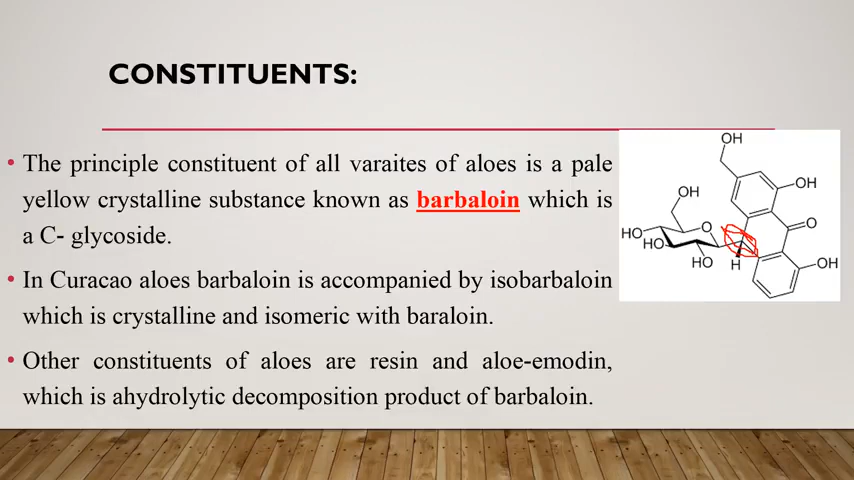 CONSTITUENTS:
• The principle constituent of all varaites of aloes is a pale
yellow crystalline substance known as barbaloin which is
a C- glycoside.
• In Curacao aloes barbaloin is accompanied by isobarbaloin
which is crystalline and isomeric with baraloin.
• Other constituents of aloes are resin and aloe-emodin,
which is ahydrolytic decomposition product of barbaloin.
OH
OH
OH
O
O
HO
HO
HO
H
OH